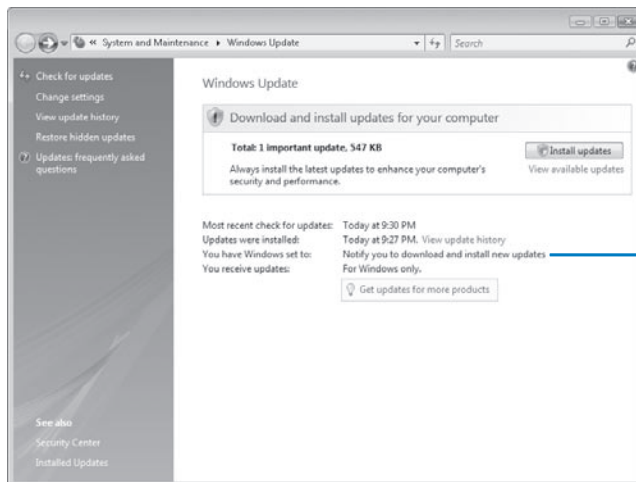 « System and Maintenance ▸ Windows Update
Search
Check for updates
Change settings
View update history
Restore hidden updates
Updates: frequently asked
questions
See also
Security Center
Installed Updates
Windows Update
Download and install updates for your computer
Total: 1 important update, 547 KB
Install updates
Always install the latest updates to enhance your computer's
security and performance.
View available updates
Most recent check for updates: Today at 9:30 PM
Updates were installed: Today at 9:27 PM. View update history
You have Windows set to: Notify you to download and install new updates
You receive updates: For Windows only.
Get updates for more products